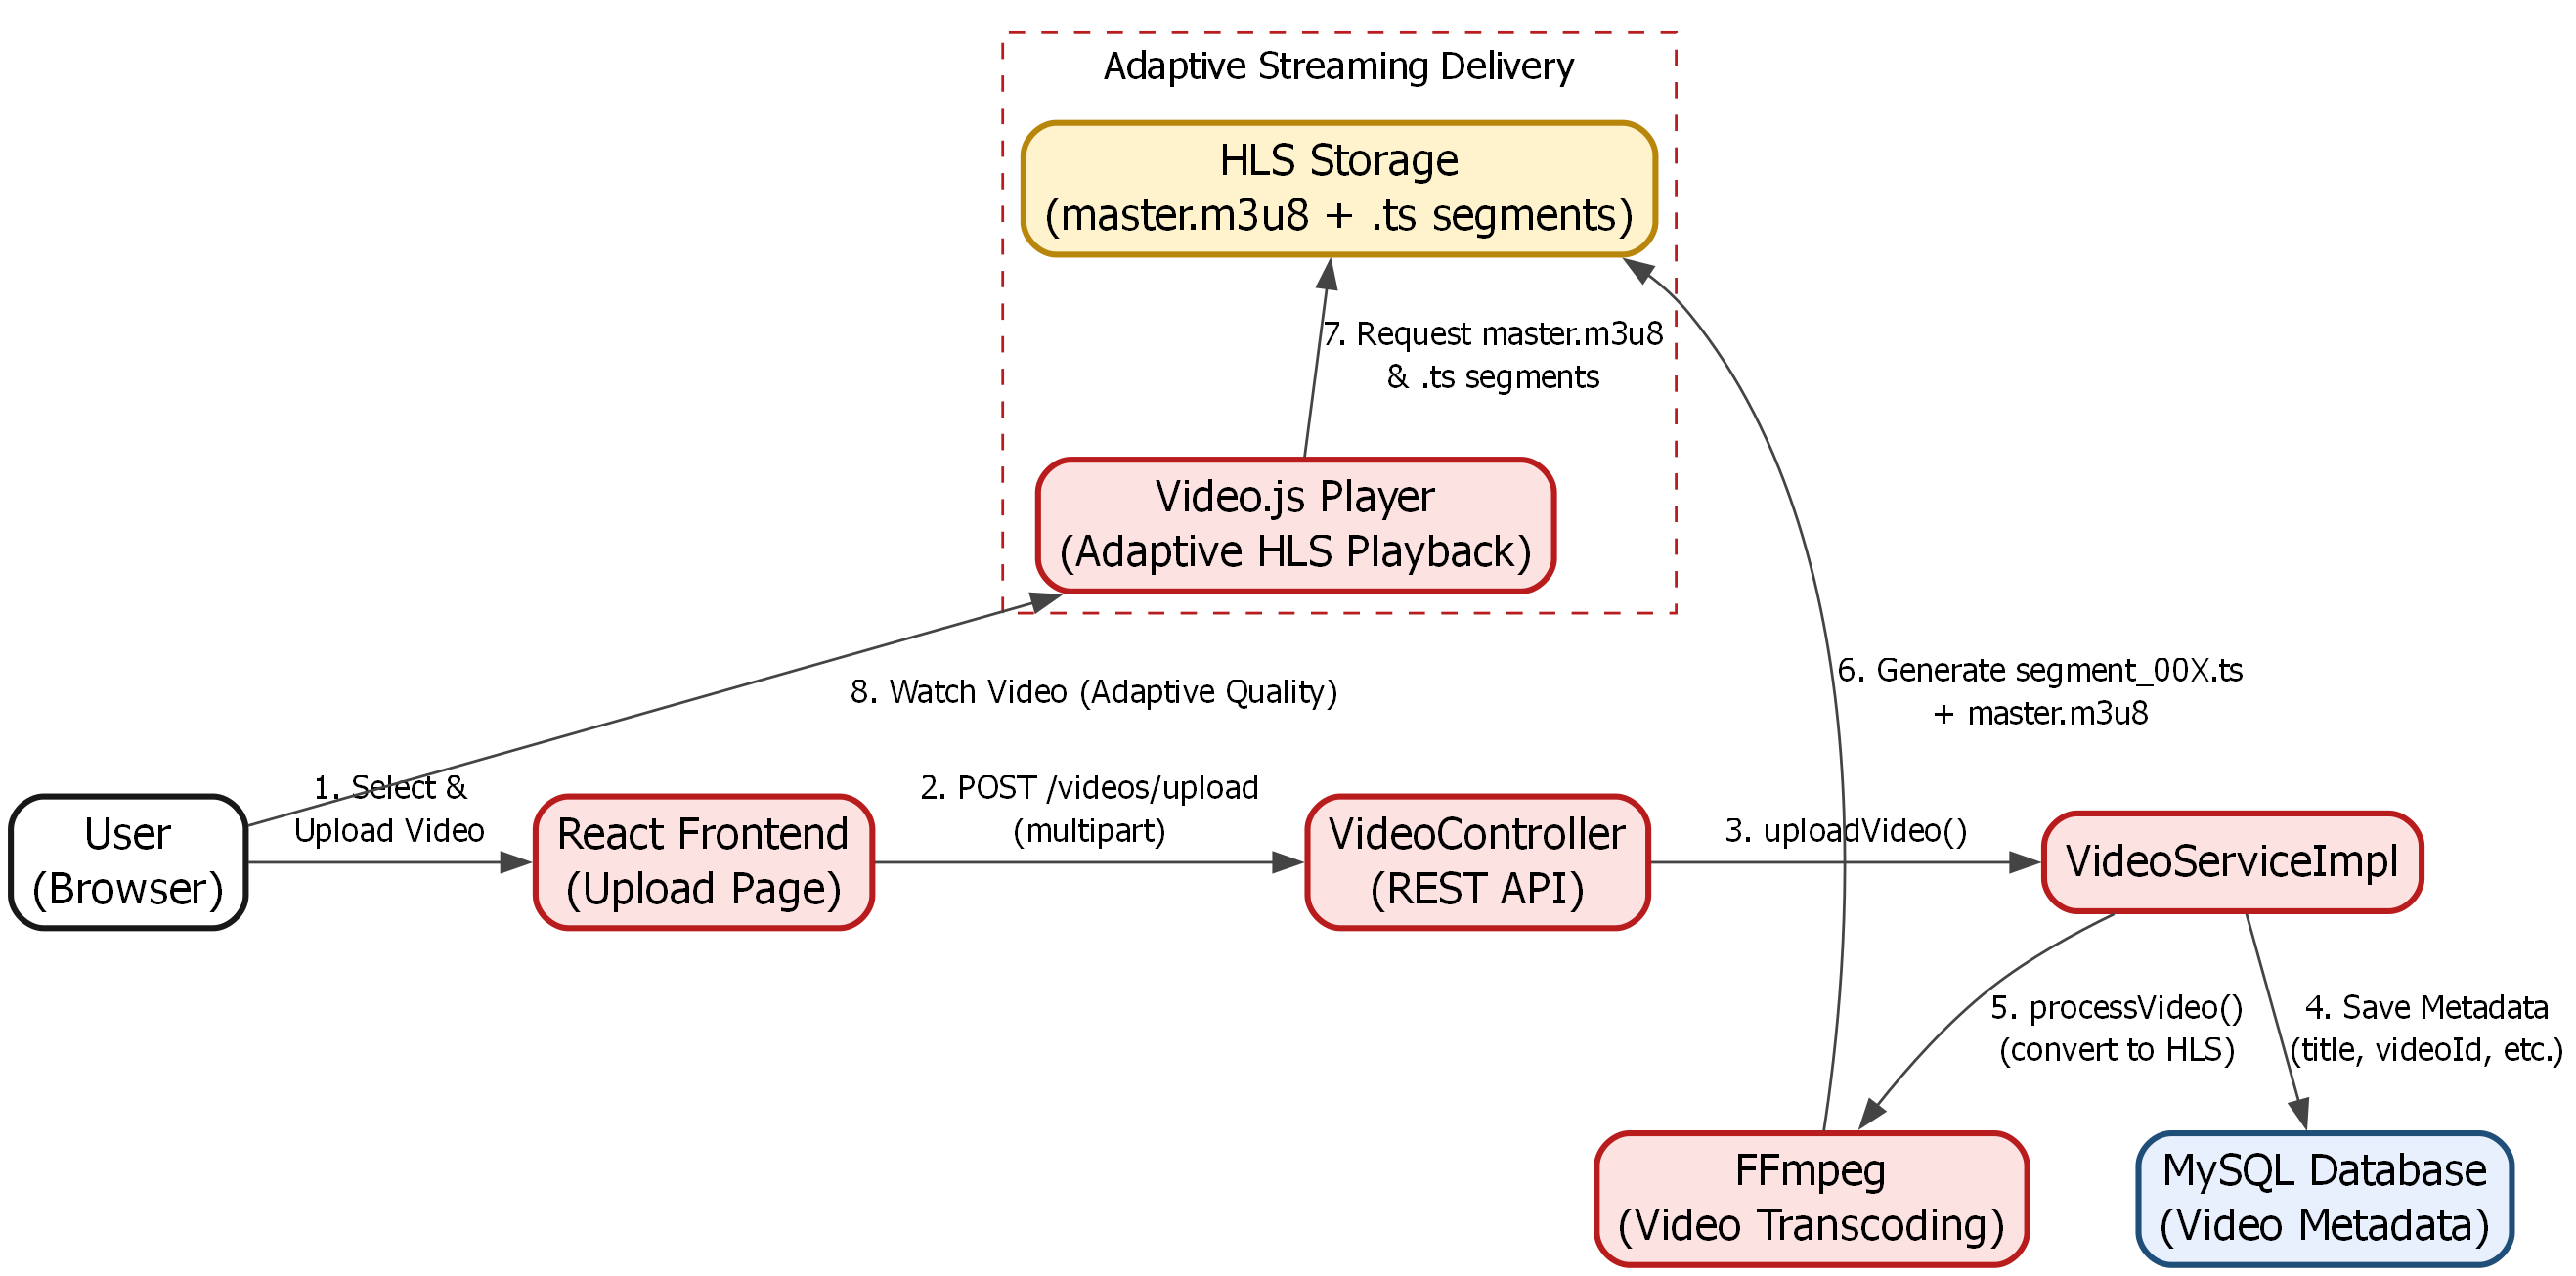 Adaptive Streaming Delivery
HLS Storage
(master.m3u8 + .ts segments)
7. Request master.m3u8
& .ts segments
Video.js Player
(Adaptive HLS Playback)
6. Generate segment_00X.ts
+ master.m3u8
8. Watch Video (Adaptive Quality)
1. Select &
Upload Video
2. POST /videos/upload
(multipart)
3. uploadVideo()
User
(Browser)
React Frontend
(Upload Page)
VideoController
(REST API)
VideoServiceImpl
5. processVideo()
(convert to HLS)
4. Save Metadata
(title, videoId, etc.)
FFmpeg
(Video Transcoding)
MySQL Database
(Video Metadata)